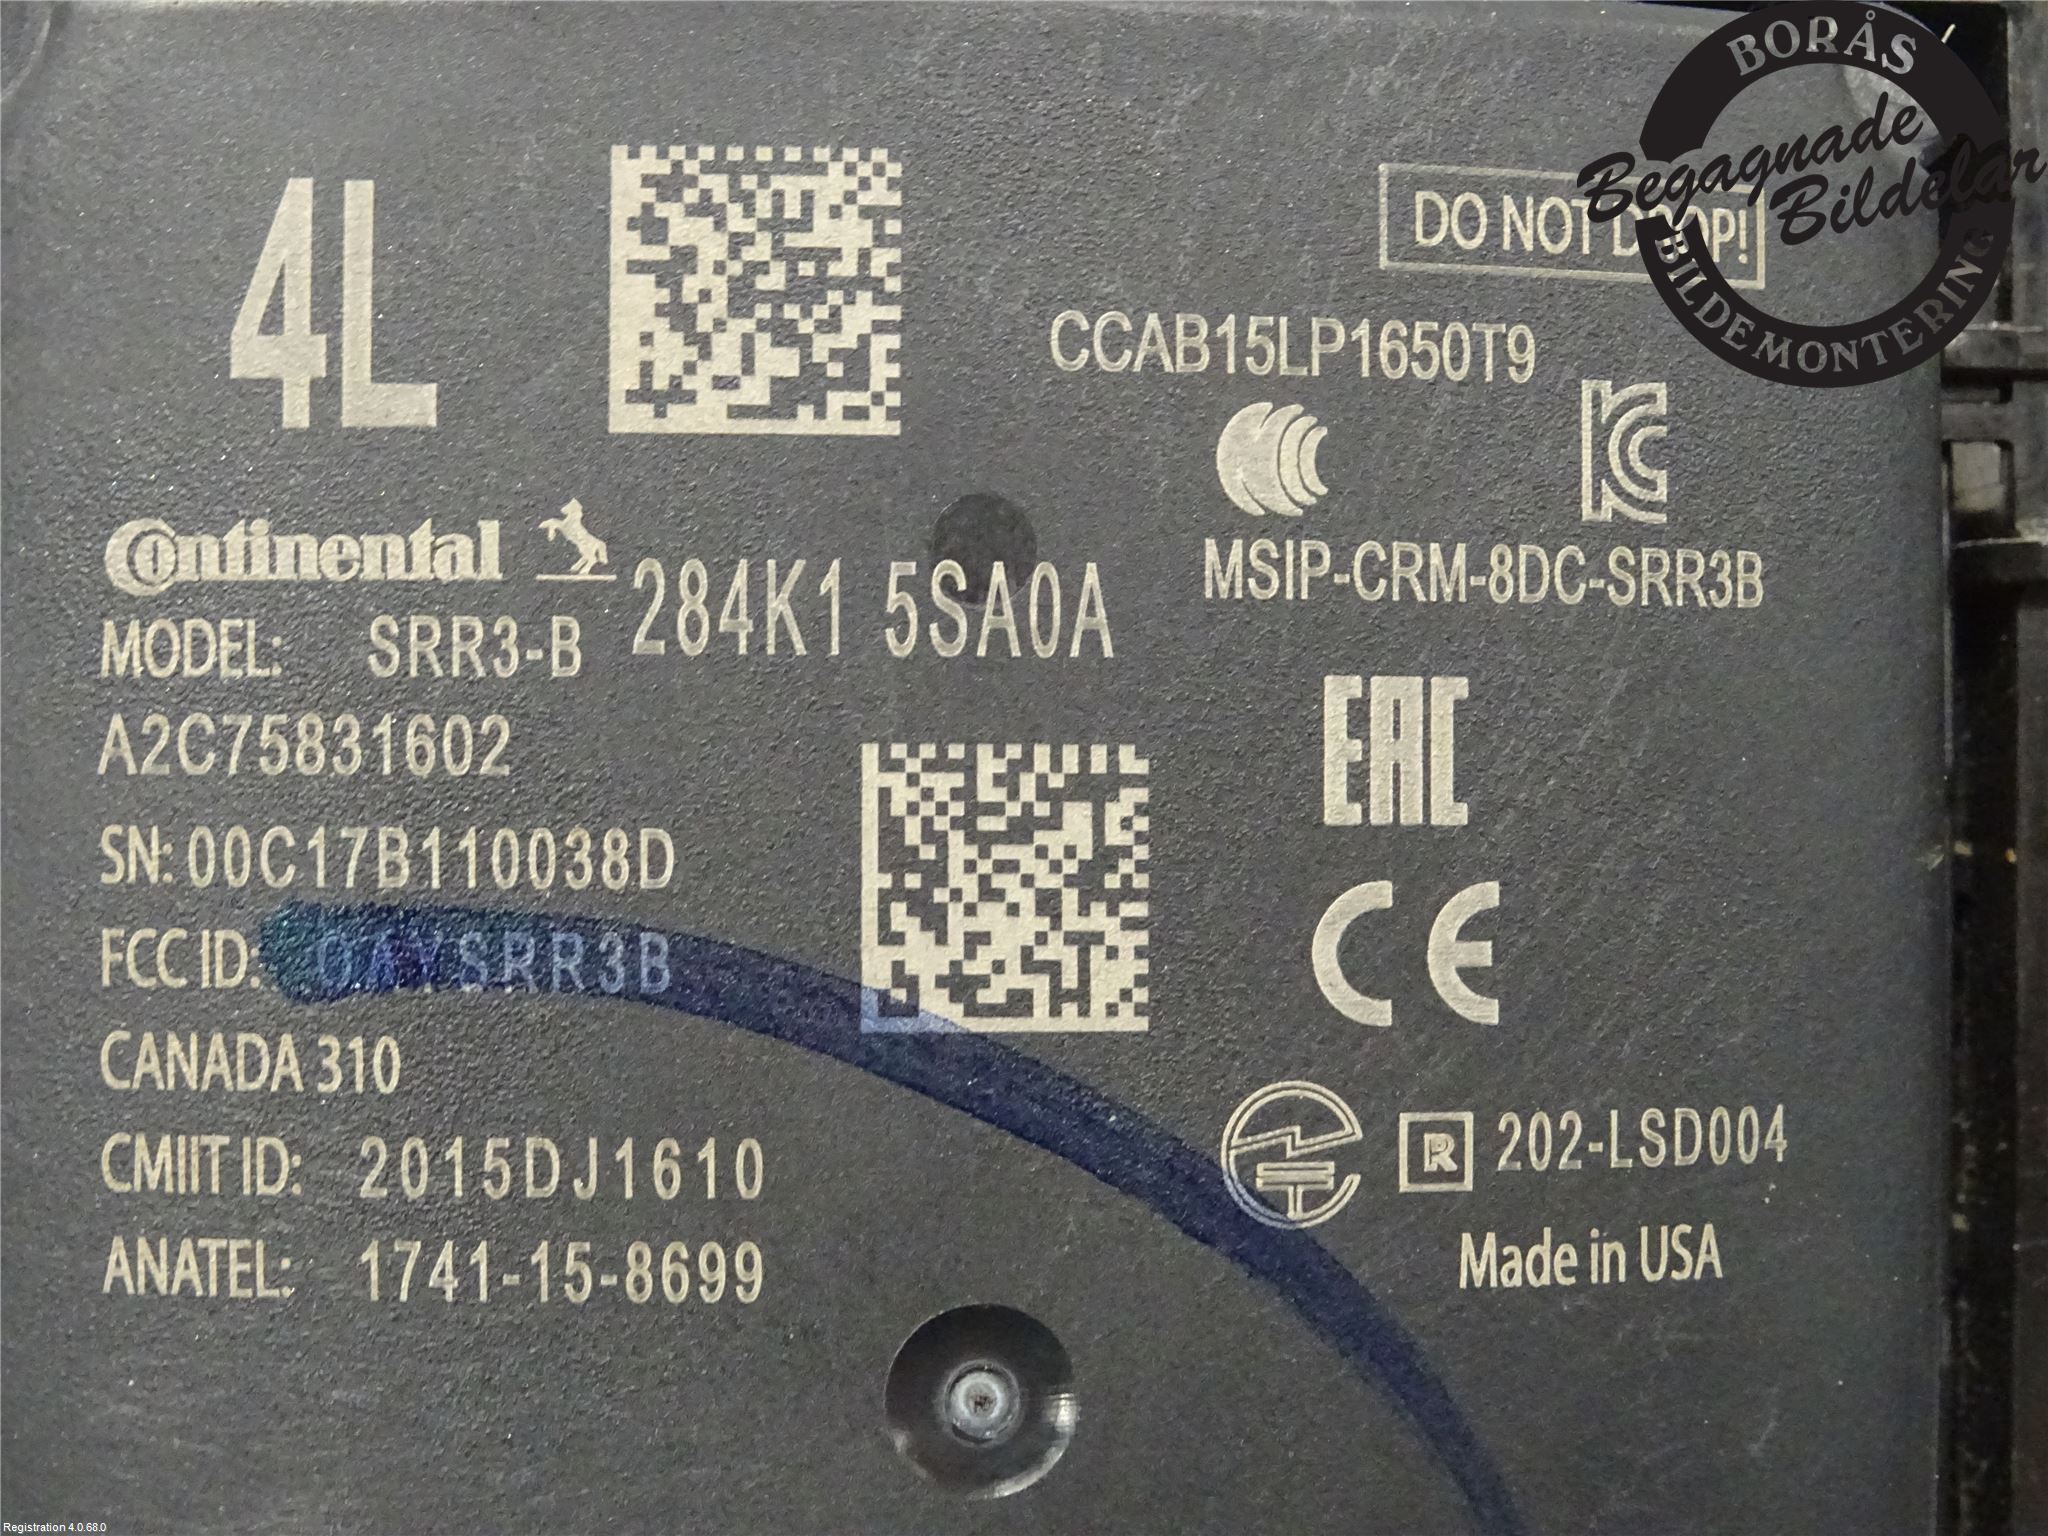 4L
DO NOT DROP!
CCAB15LP1650T9
Continental
284K1 5SA0A
MODEL: SRR3-B
MSIP-CRM-8DC-SRR3B
A2C75831602
EAC
SN: 00C17B110038D
FCC ID: OAYSRR3B
CE
CANADA 310
CMIIT ID: 2015DJ1610
R 202-LSD004
ANATEL: 1741-15-8699
Made in USA
BORÅS
Begagnade
Bildelar
BILDEMONTERING
Registration 4.0.68.0